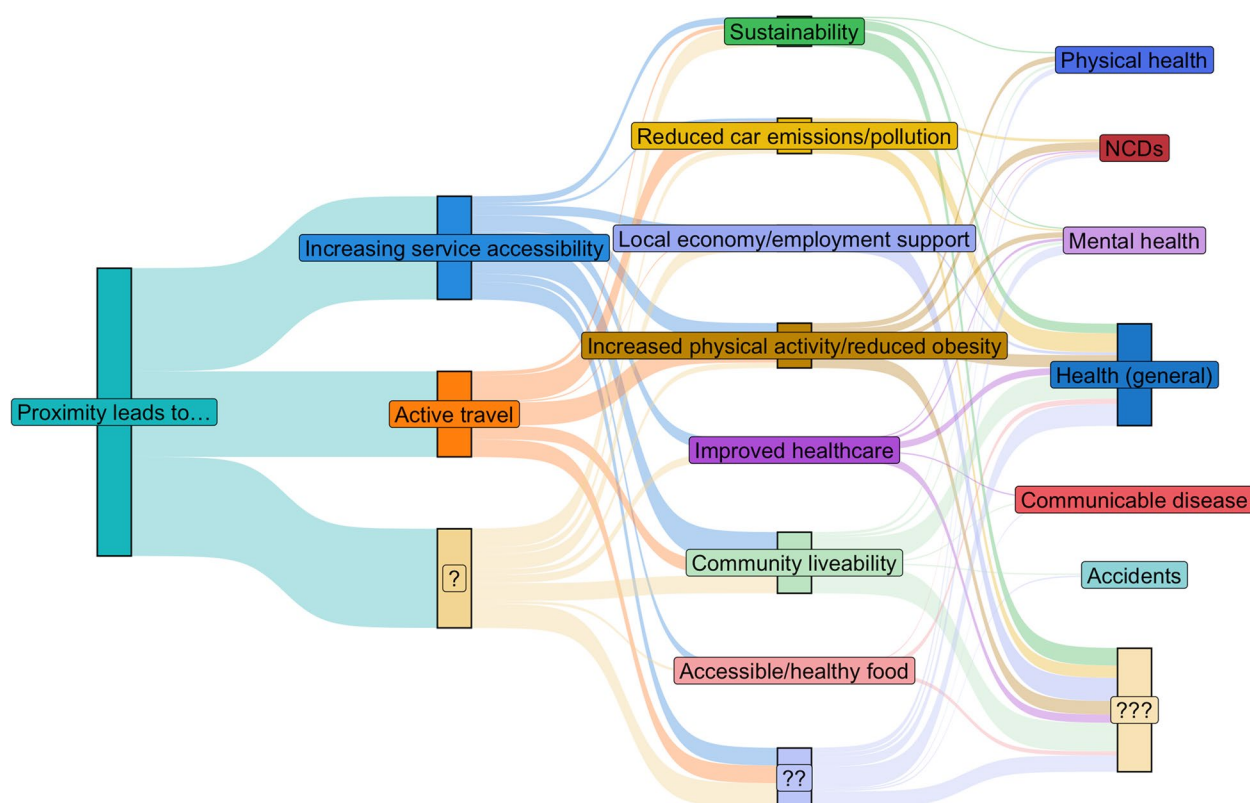 Proximity leads to…
Increasing service accessibility
Active travel
?
Sustainability
Reduced car emissions/pollution
Local economy/employment support
Increased physical activity/reduced obesity
Improved healthcare
Community liveability
Accessible/healthy food
??
Physical health
NCDs
Mental health
Health (general)
Communicable disease
Accidents
???